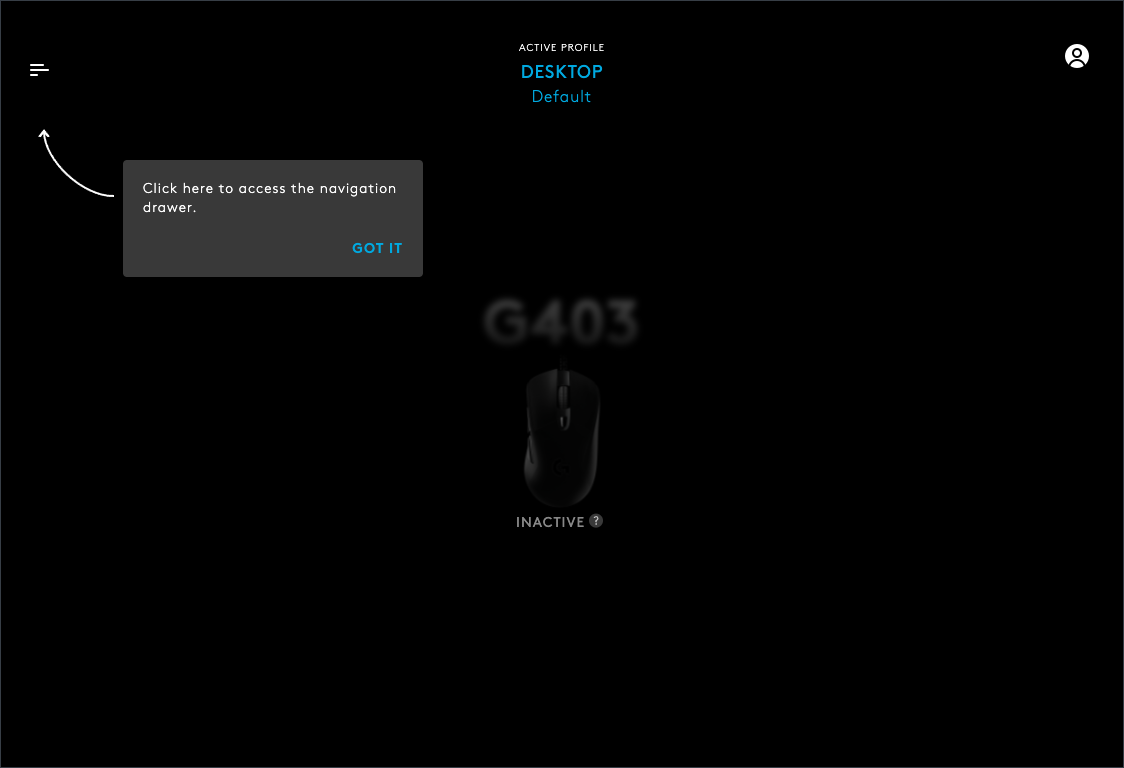 ACTIVE PROFILE
DESKTOP
Default
Click here to access the navigation
drawer.
GOT IT
G403
INACTIVE ?